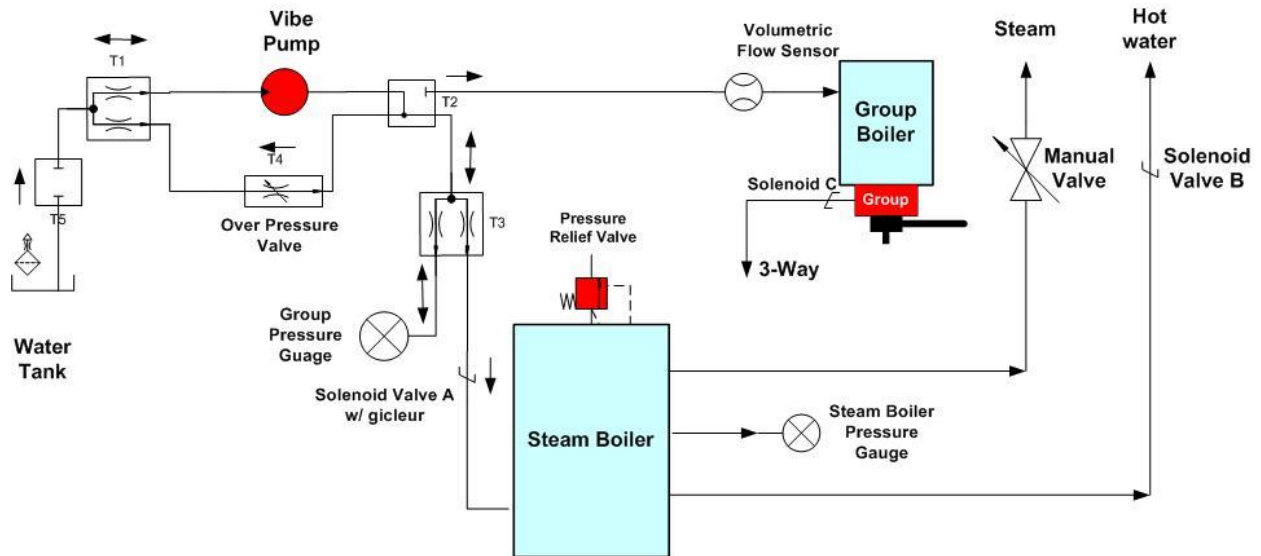 Vibe
Pump
T1
T2
T4
T5
Over Pressure
Valve
T3
Water
Tank
Group
Pressure
Guage
Solenoid Valve A
w/ gicleur
Pressure
Relief Valve
Steam Boiler
Volumetric
Flow Sensor
Group
Boiler
Solenoid C
Group
3-Way
Steam
Manual
Valve
Hot
water
Solenoid
Valve B
Steam Boiler
Pressure
Gauge